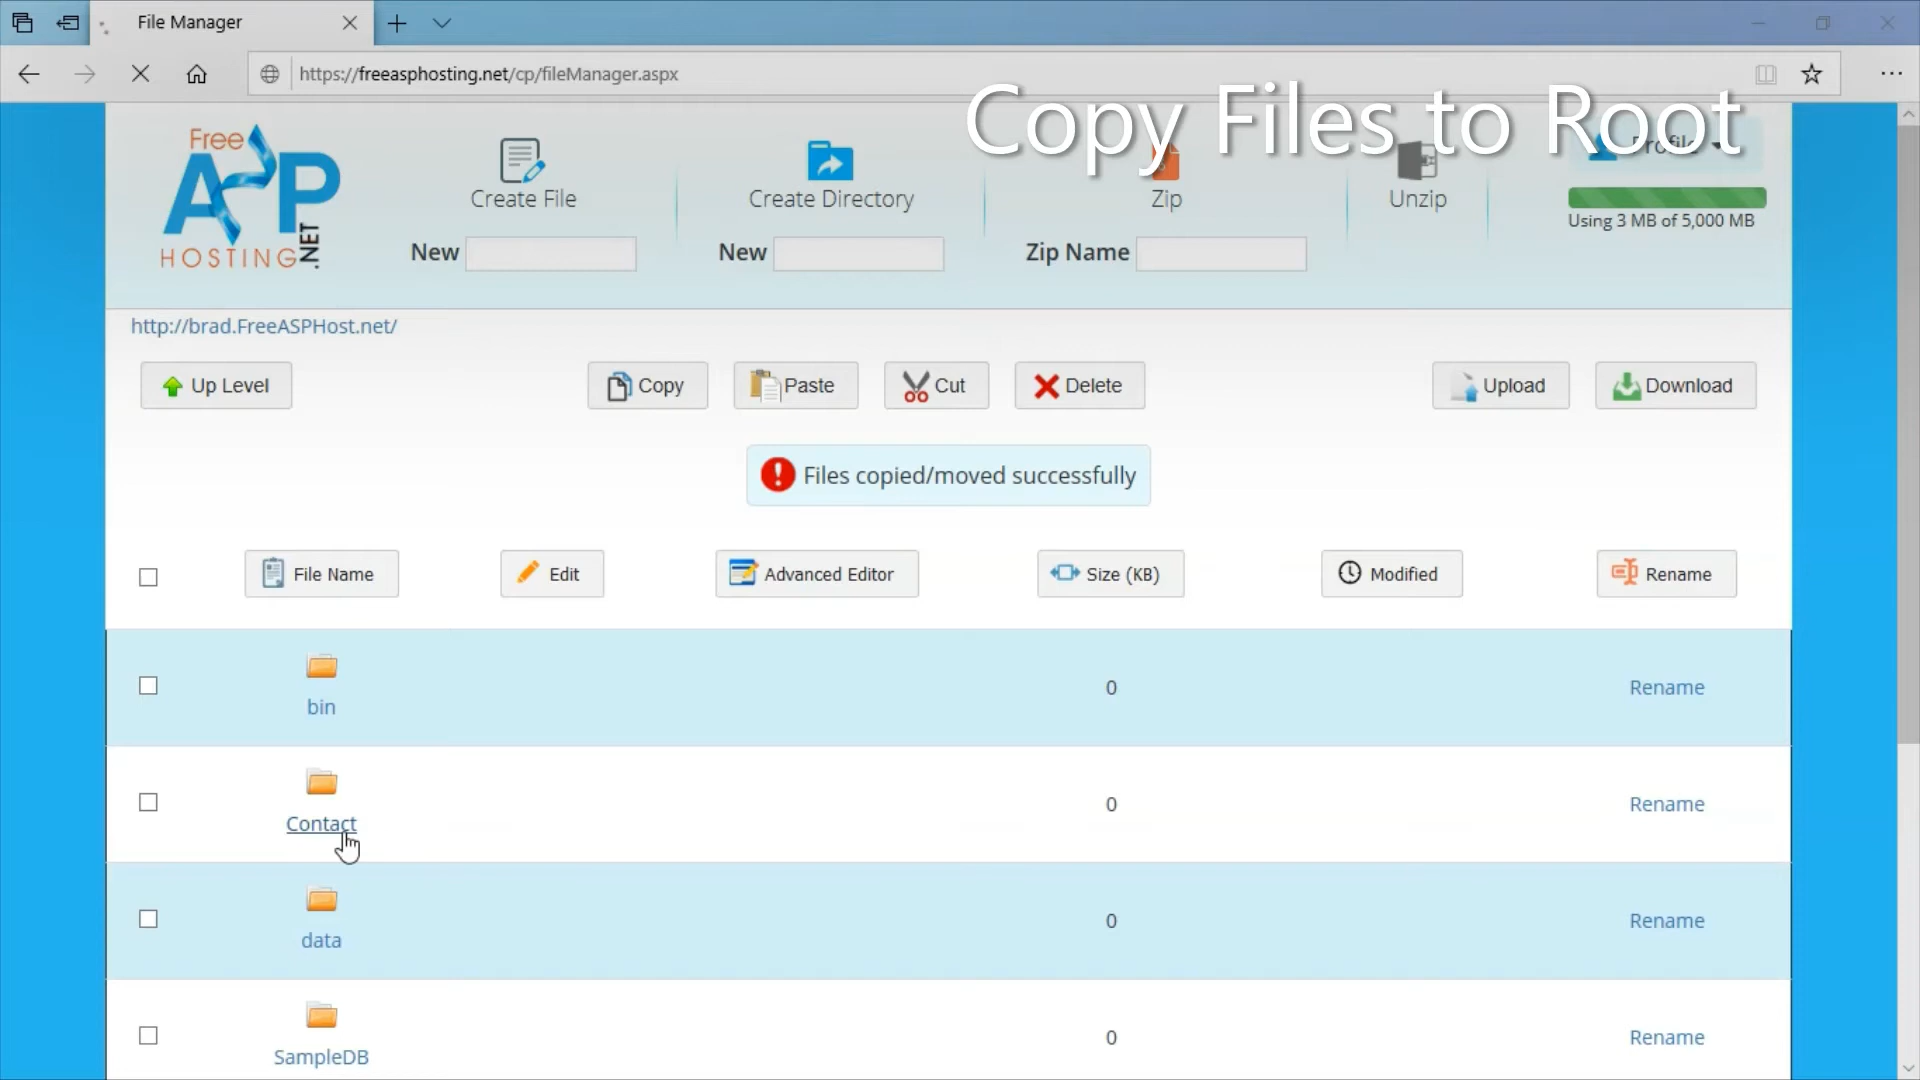 File Manager
https://freeasphosting.net/cp/fileManager.aspx
Copy Files to Root
Free
ASP
HOSTING
.NET
Create File
Create Directory
Zip
Unzip
Profile
Using 3 MB of 5,000 MB
New
New
Zip Name
http://brad.FreeASPHost.net/
Up Level
Copy
Paste
Cut
Delete
Upload
Download
Files copied/moved successfully
File Name
Edit
Advanced Editor
Size (KB)
Modified
Rename
bin
0
Rename
Contact
0
Rename
data
0
Rename
SampleDB
0
Rename